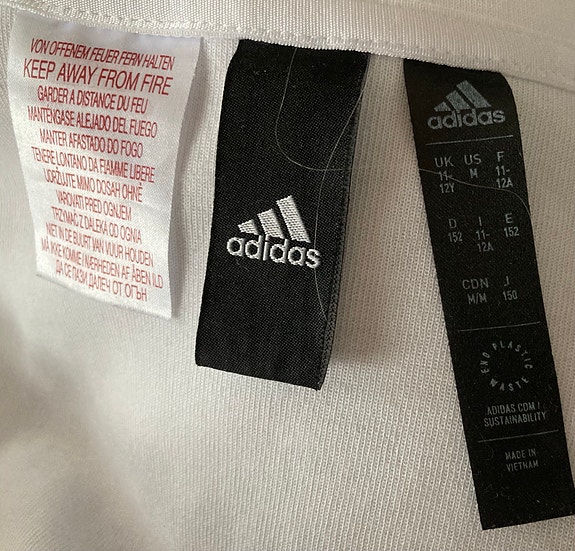 VON OFFENEM FEUER FERN HALTEN
KEEP AWAY FROM FIRE
GARDER A DISTANCE DU FEU
MANTENGASE ALEJADO DEL FUEGO
MANTER AFASTADO DO FOGO
TENERE LONTANO DA FIAMME LIBERE
UDRŽUJTE MIMO DOSAH OHNĚ
VAROVATI PRED OGNJEM
TRZYMAĆ Z DALEKA OD OGNIA
NIET IN DE BUURT VAN VUUR HOUDEN
MÅ IKKE KOMME I NÆRHEDEN AF ÅBEN ILD
ДА СЕ ПАЗИ ДАЛЕЧ ОТ ОГЪН
adidas
adidas
UK US F
11- M 11-
12Y 12A
D I E
152 11- 152
12A
CDN J
M/M 150
END PLASTIC WASTE
ADIDAS.COM /
SUSTAINABILITY
MADE IN
VIETNAM